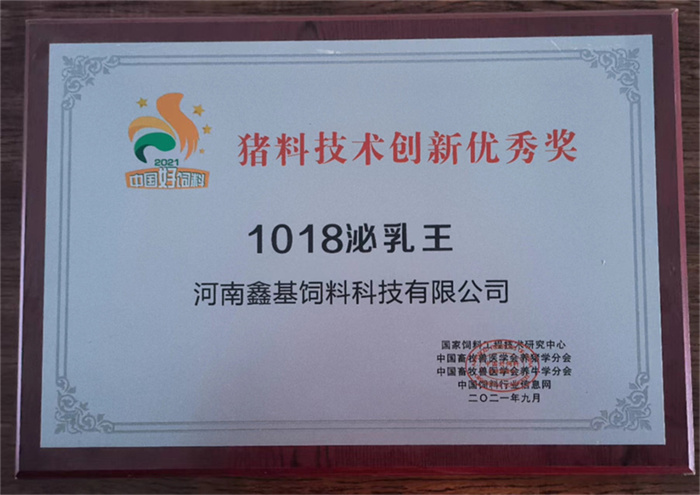 2021
中国好饲料
猪料技术创新优秀奖
1018泌乳王
河南鑫基饲料科技有限公司
国家饲料工程技术研究中心
中国畜牧兽医学会养猪学分会
中国畜牧兽医学会养牛学分会
中国饲料行业信息网
二〇二一年九月